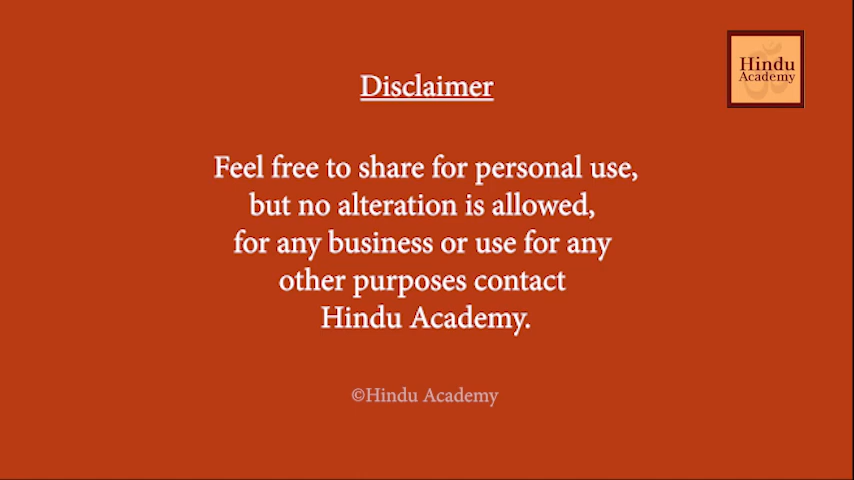 Hindu
Academy
Disclaimer
Feel free to share for personal use,
but no alteration is allowed,
for any business or use for any
other purposes contact
Hindu Academy.
©Hindu Academy